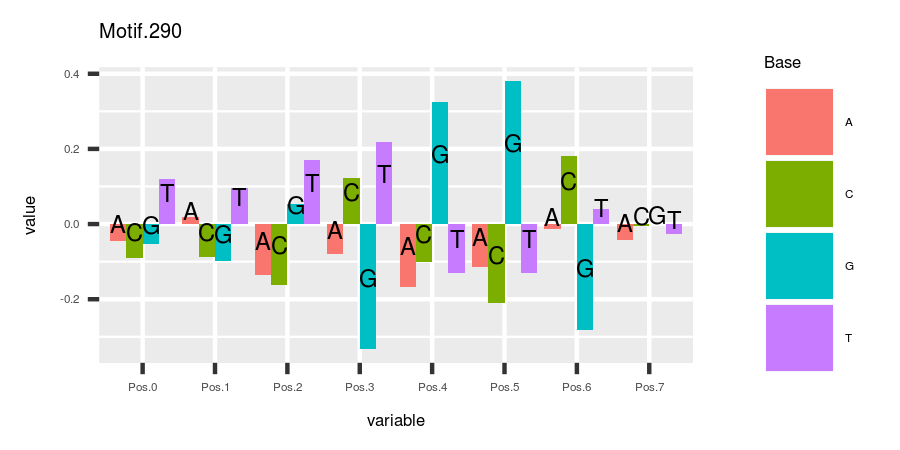 Motif.290
Base
0.4
0.2
0.0
-0.2
value
A C G T
A C G T
A C G T
A C G T
A C G T
A C G T
A C G T
A C G T
Pos.0 Pos.1 Pos.2 Pos.3 Pos.4 Pos.5 Pos.6 Pos.7
variable
A
C
G
T